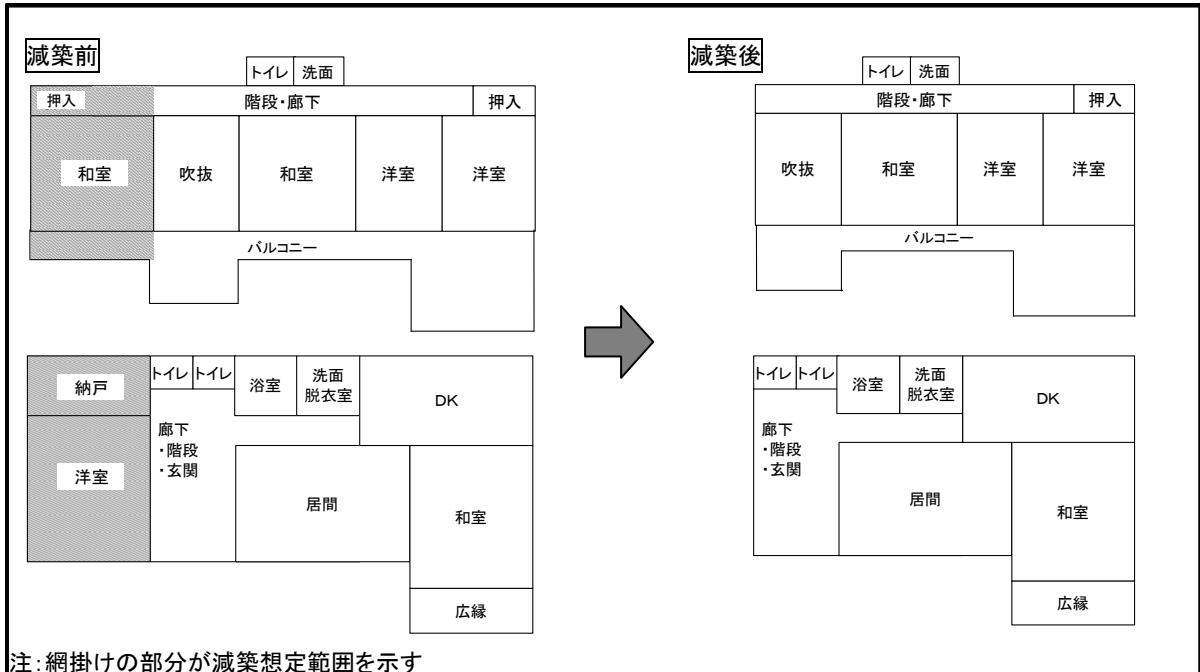 減築前
トイレ 洗面
押入 階段・廊下 押入
和室 吹抜 和室 洋室 洋室
バルコニー
納戸 トイレ トイレ 浴室 洗面
脱衣室 DK
廊下
・階段
・玄関
洋室 居間 和室
広縁
減築後
トイレ 洗面
階段・廊下 押入
吹抜 和室 洋室 洋室
バルコニー
トイレ トイレ 浴室 洗面
脱衣室 DK
廊下
・階段
・玄関
居間 和室
広縁
注:網掛けの部分が減築想定範囲を示す